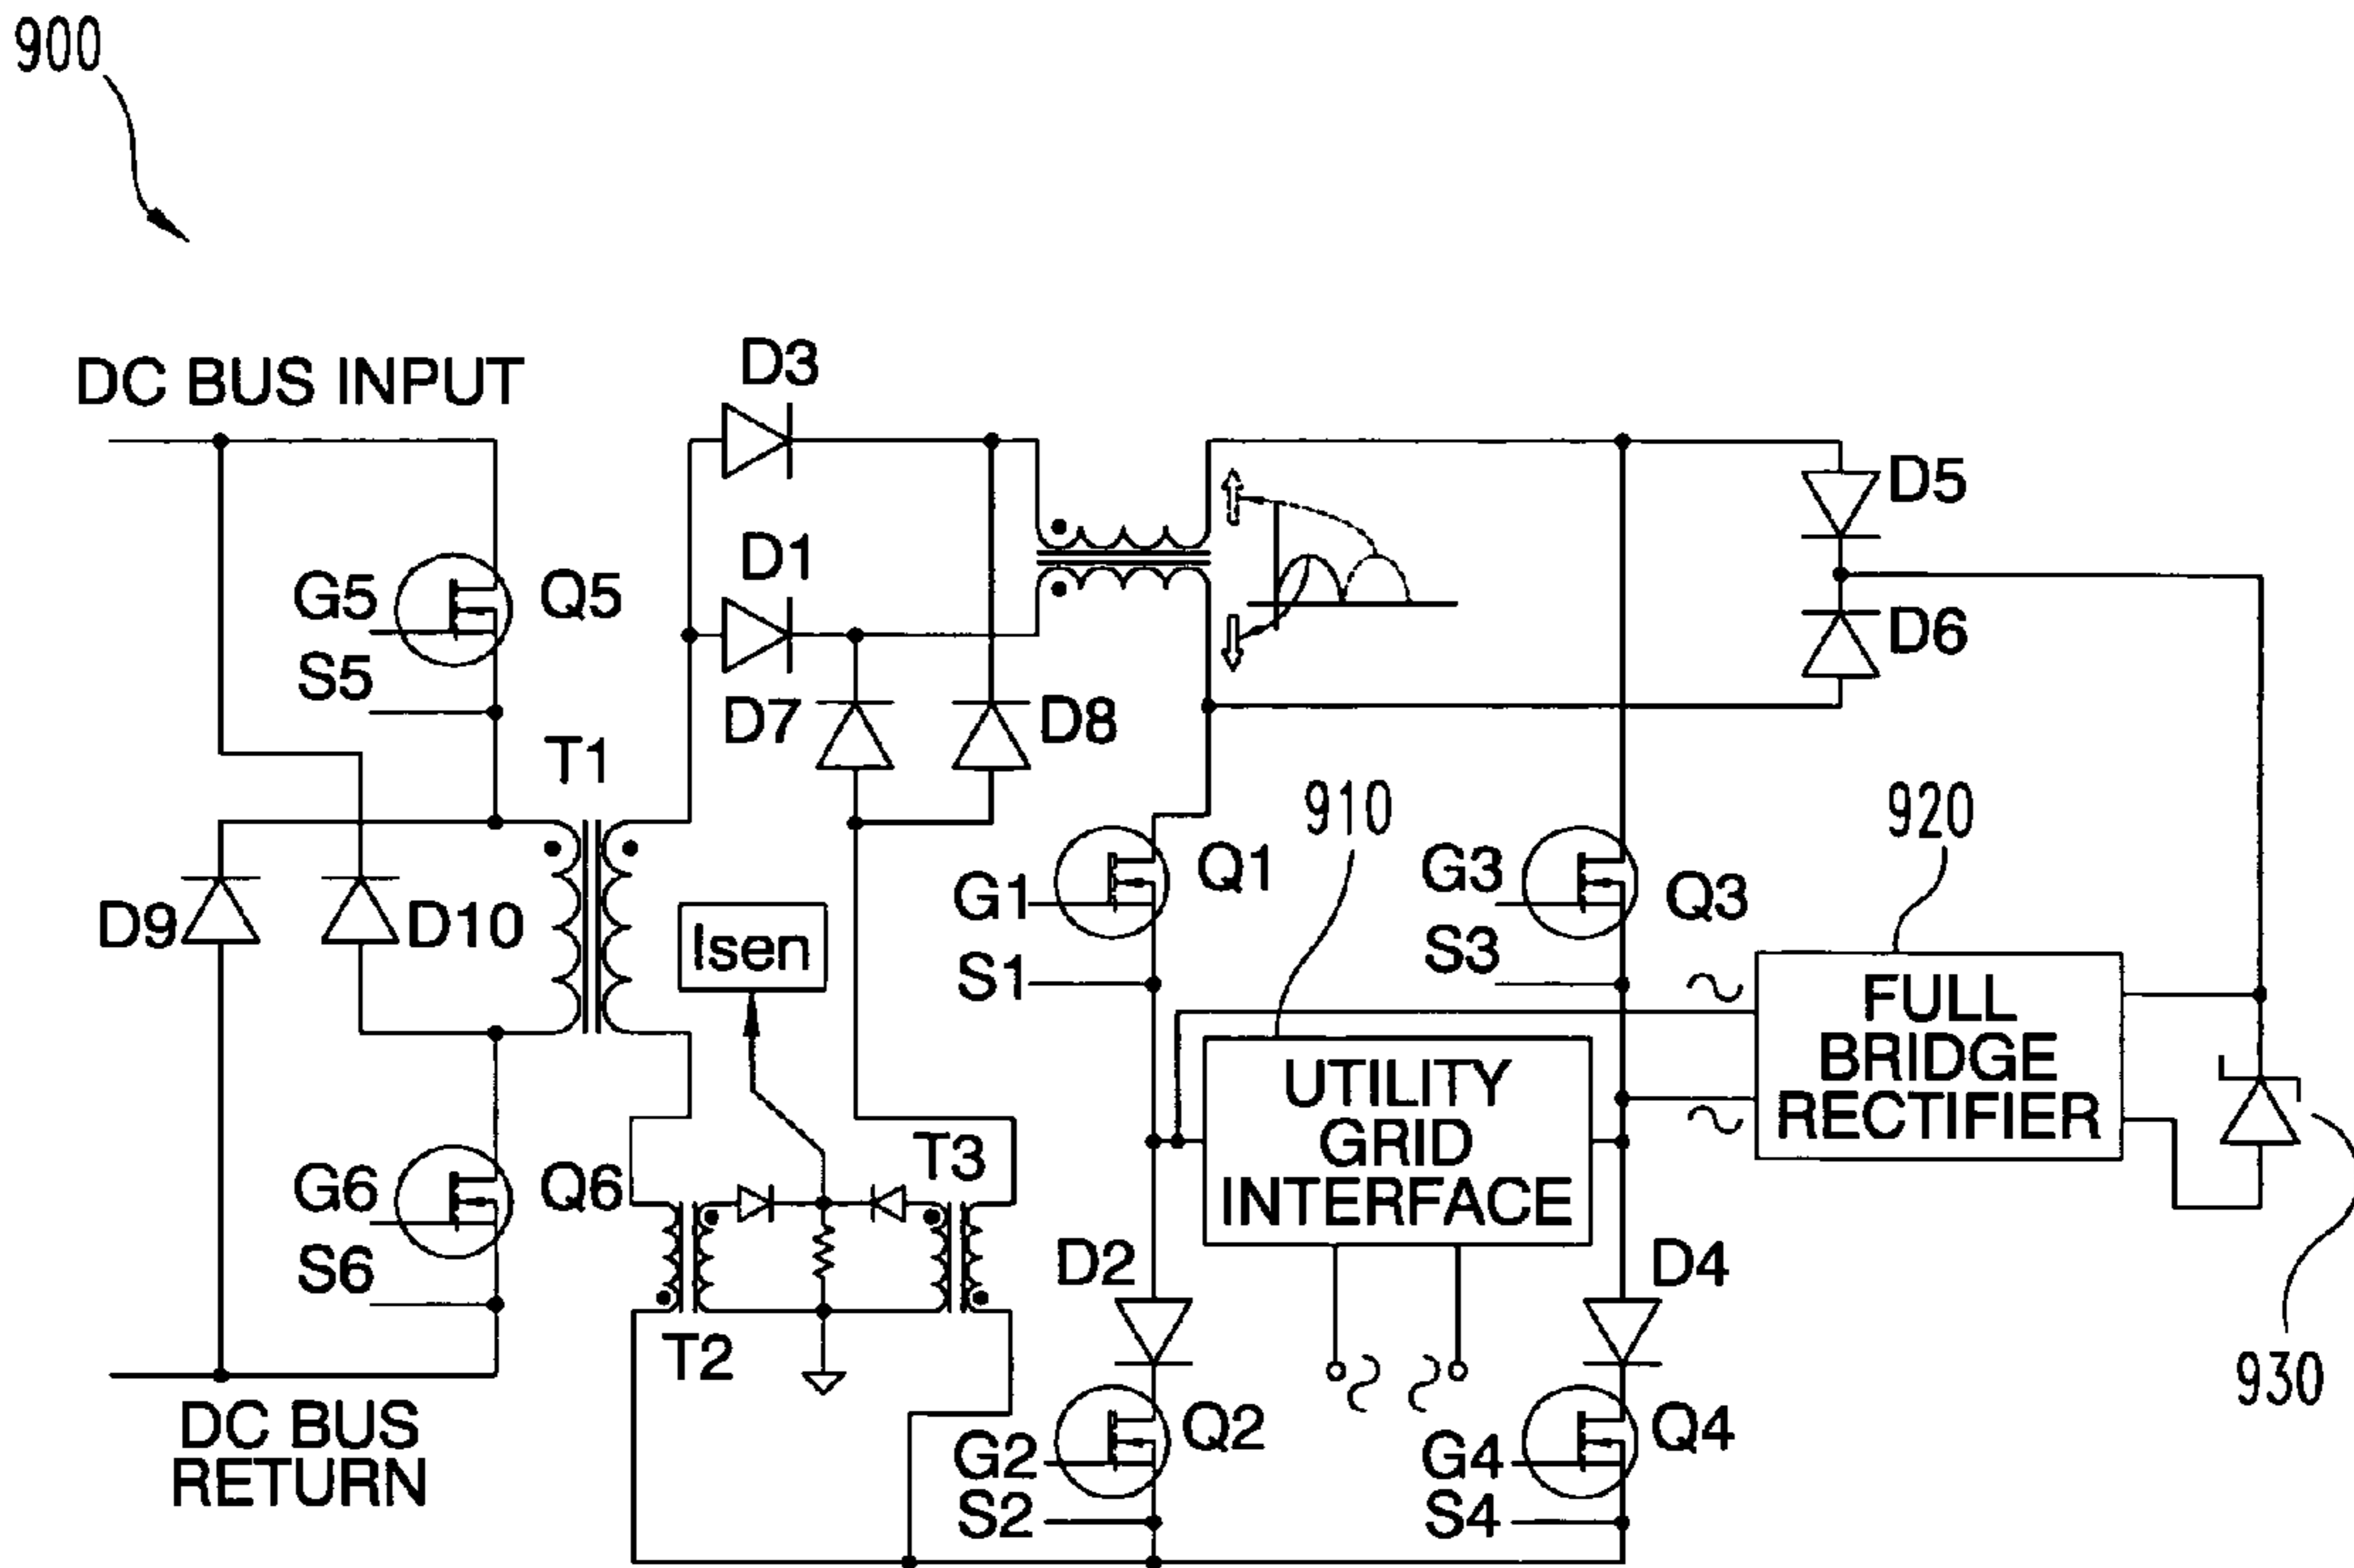 900
DC BUS INPUT
D3
D5
D1
G5
Q5
D6
S5
D7
D8
T1
910
920
G1
Q1
G3
Q3
D9
D10
Isen
S1
S3
FULL
BRIDGE
RECTIFIER
UTILITY
GRID
INTERFACE
T3
G6
Q6
S6
D2
D4
T2
930
DC BUS
RETURN
G2
Q2
G4
Q4
S2
S4